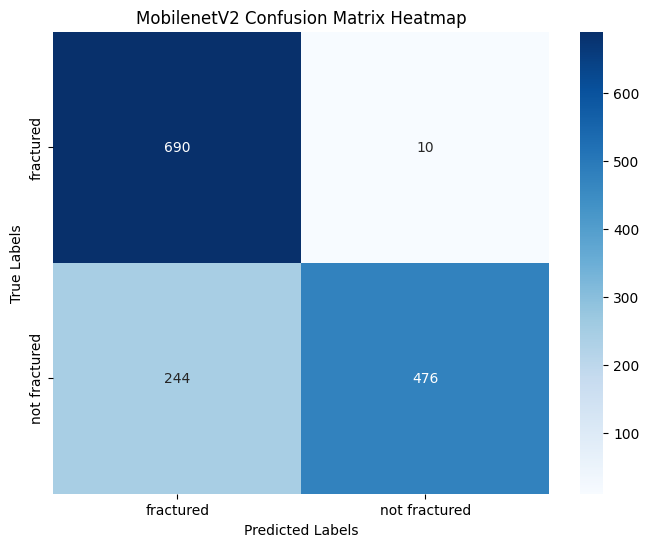 MobilenetV2 Confusion Matrix Heatmap
fractured
not fractured
True Labels
690
10
244
476
fractured
not fractured
Predicted Labels
600
500
400
300
200
100